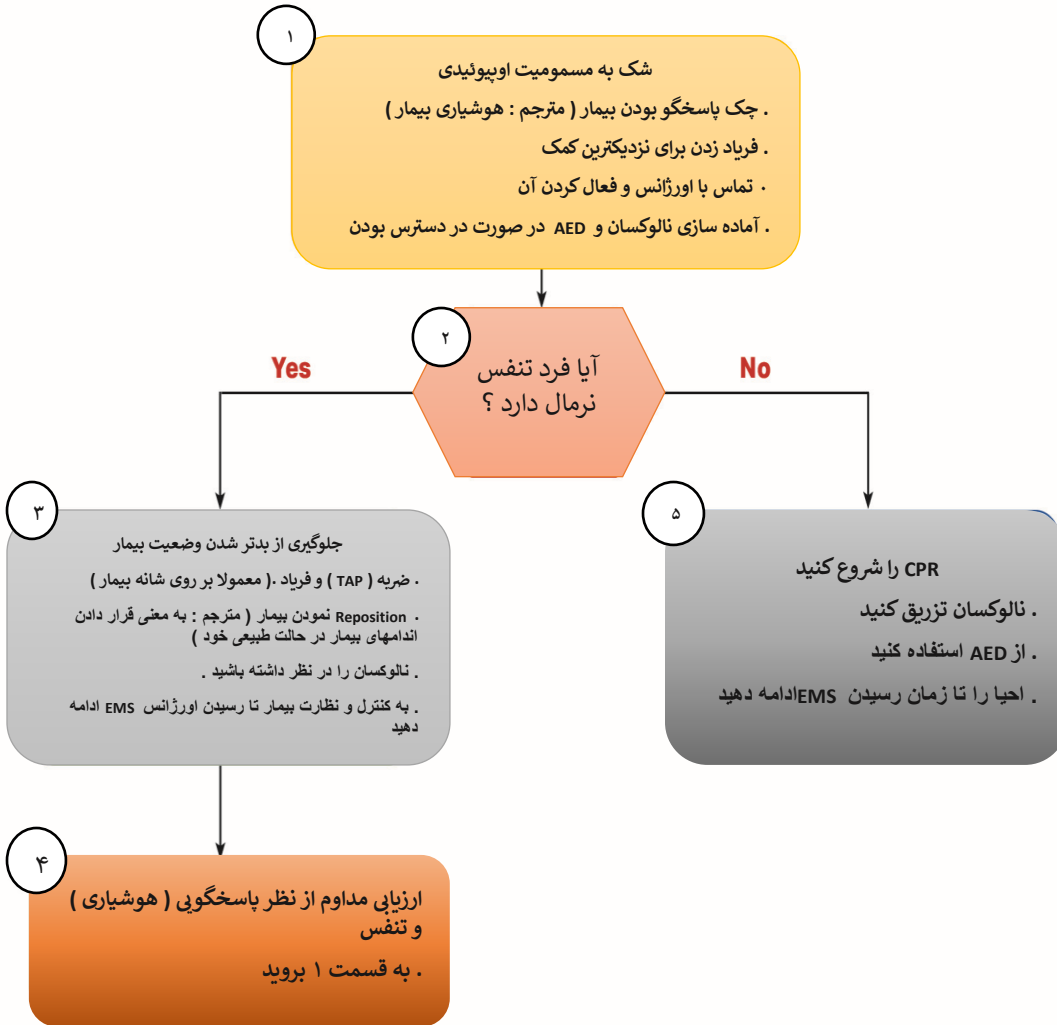 ۱
شک به مسمومیت اوپیوئیدی
. چک پاسخگو بودن بیمار ( مترجم : هوشیاری بیمار )
. فریاد زدن برای نزدیکترین کمک
. تماس با اورژانس و فعال کردن آن
. آماده سازی نالوکسان و AED در صورت در دسترس بودن
۲
آیا فرد تنفس
نرمال دارد ؟
Yes
No
۳
جلوگیری از بدتر شدن وضعیت بیمار
. ضربه ( TAP ) و فریاد .( معمولا بر روی شانه بیمار )
. Reposition نمودن بیمار ( مترجم : به معنی قرار دادن
اندامهای بیمار در حالت طبیعی خود )
. نالوکسان را در نظر داشته باشید .
. به کنترل و نظارت بیمار تا رسیدن اورژانس EMS ادامه
دهید
۵
CPR را شروع کنید
. نالوکسان تزریق کنید
. از AED استفاده کنید
. احیا را تا زمان رسیدن EMSادامه دهید
۴
ارزیابی مداوم از نظر پاسخگویی ( هوشیاری )
و تنفس
. به قسمت ۱ بروید